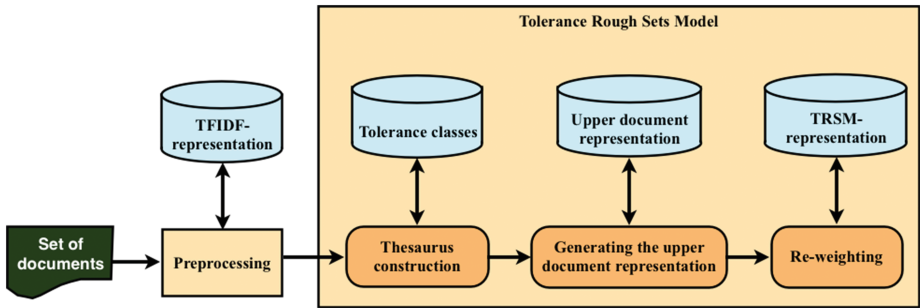 Tolerance Rough Sets Model
TFIDF-
representation
Tolerance classes
Upper document
representation
TRSM-
representation
Set of
documents
Preprocessing
Thesaurus
construction
Generating the upper
document representation
Re-weighting